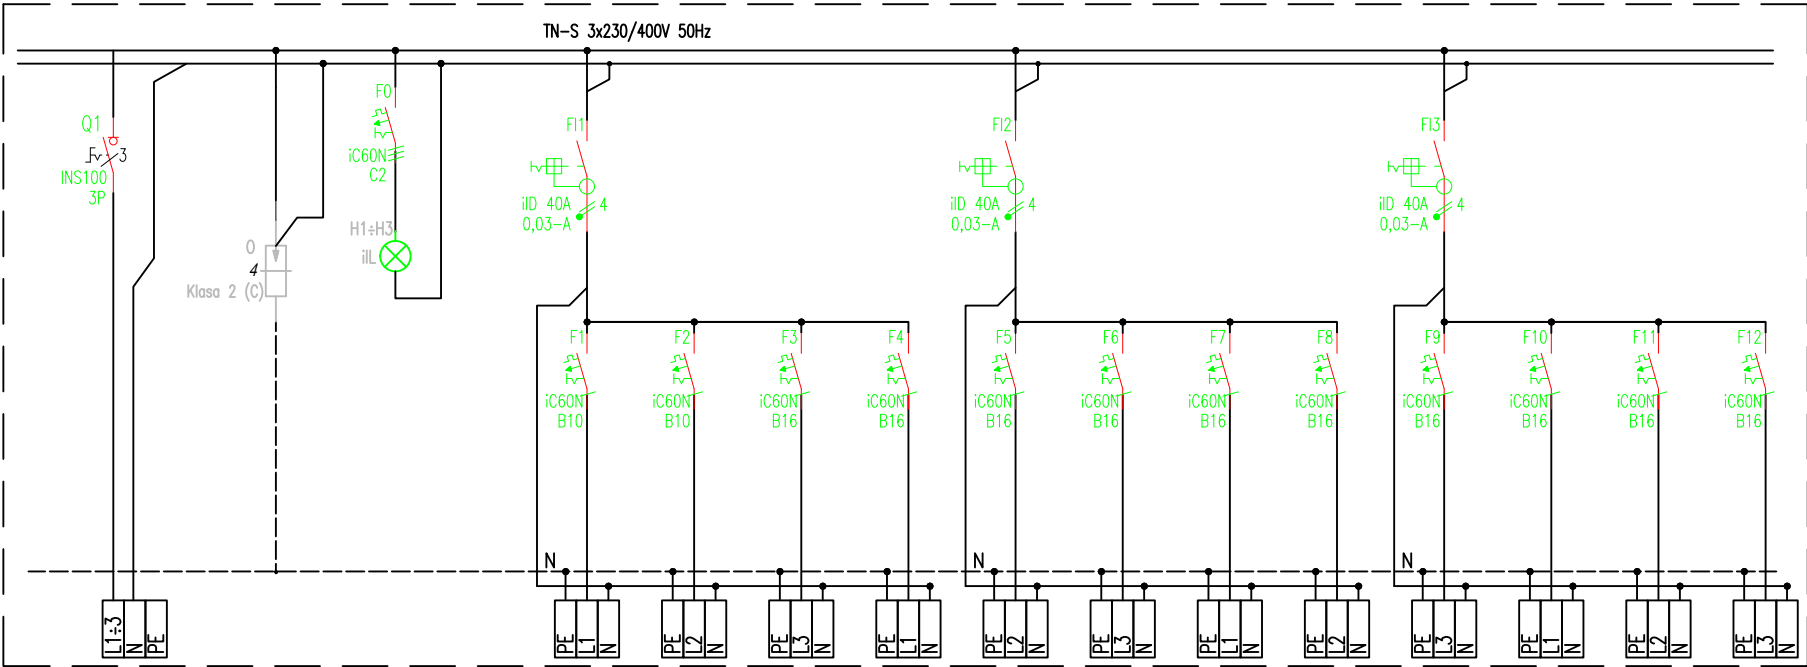 TN-S 3x230/400V 50Hz
Q1
3
INS100
3P
0
4
Klasa 2 (C)
F0
iC60N
C2
H1÷H3
iIL
FI1
iID 40A
0,03-A
4
FI2
iID 40A
0,03-A
4
FI3
iID 40A
0,03-A
4
F1
iC60N
B10
F2
iC60N
B10
F3
iC60N
B16
F4
iC60N
B16
F5
iC60N
B16
F6
iC60N
B16
F7
iC60N
B16
F8
iC60N
B16
F9
iC60N
B16
F10
iC60N
B16
F11
iC60N
B16
F12
iC60N
B16
N
N
N
L1÷3
N
PE
PE
L1
N
PE
L2
N
PE
L3
N
PE
L1
N
PE
L2
N
PE
L3
N
PE
L1
N
PE
L2
N
PE
L3
N
PE
L1
N
PE
L2
N
PE
L3
N